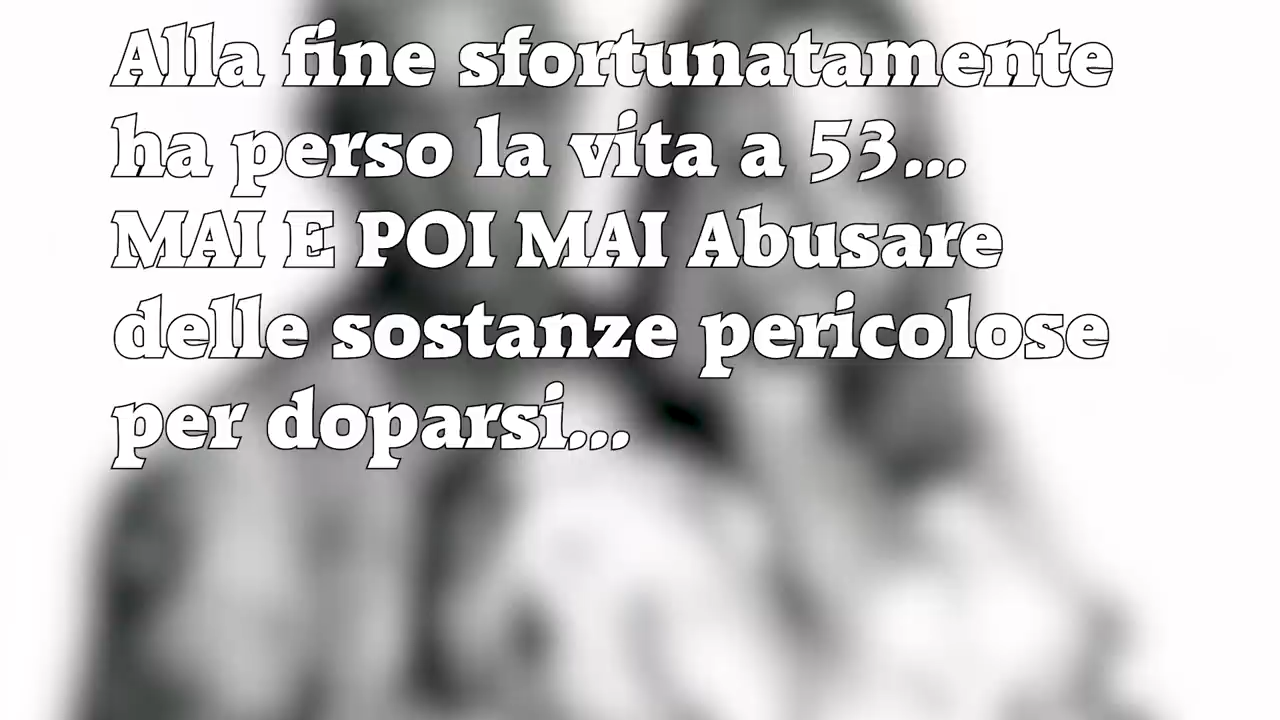 Alla fine sfortunatamente
ha perso la vita a 53...
MAI E POI MAI Abusare
delle sostanze pericolose
per doparsi...